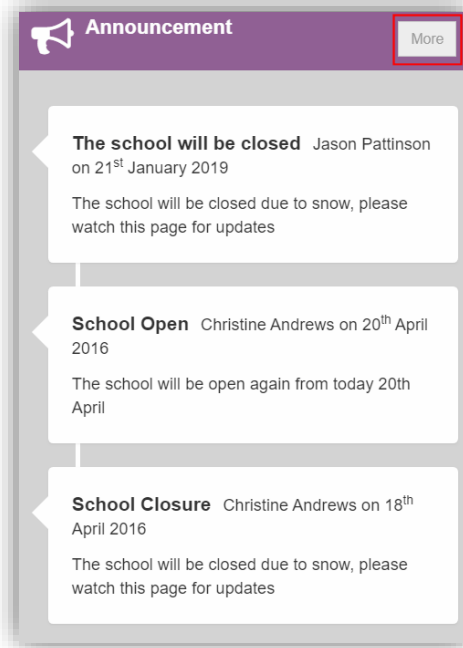 Announcement
More
The school will be closed Jason Pattinson
on 21st January 2019
The school will be closed due to snow, please
watch this page for updates
School Open Christine Andrews on 20th April
2016
The school will be open again from today 20th
April
School Closure Christine Andrews on 18th
April 2016
The school will be closed due to snow, please
watch this page for updates